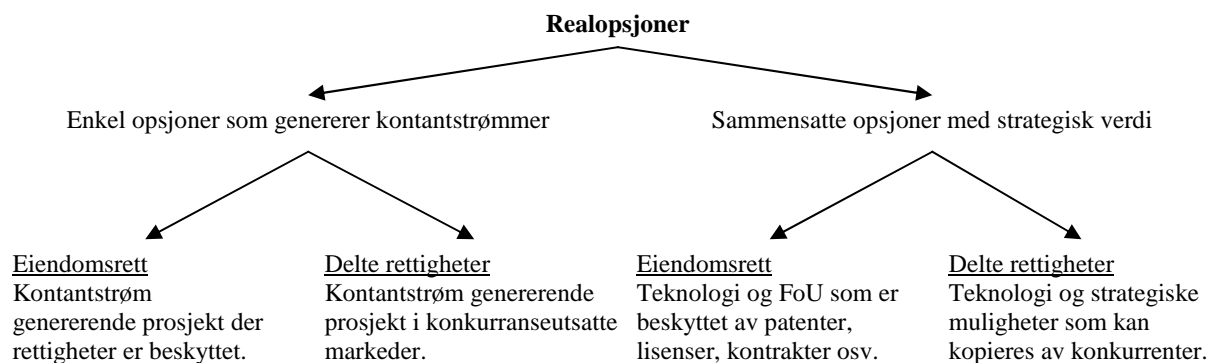 Realopsjoner
Enkel opsjoner som genererer kontantstrømmer
Sammensatte opsjoner med strategisk verdi
Eiendomsrett
Kontantstrøm
genererende prosjekt der
rettigheter er beskyttet.
Delte rettigheter
Kontantstrøm genererende
prosjekt i konkurranseutsatte
markeder.
Eiendomsrett
Teknologi og FoU som er
beskyttet av patenter,
lisenser, kontrakter osv.
Delte rettigheter
Teknologi og strategiske
muligheter som kan
kopieres av konkurrenter.